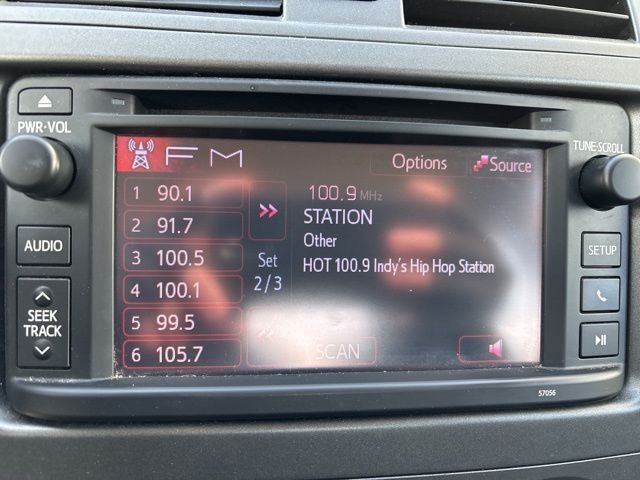 PWR·VOL
AUDIO
SEEK
TRACK
FM
Options
Source
1 90.1
2 91.7
3 100.5
4 100.1
5 99.5
6 105.7
Set
2/3
100.9 MHz
STATION
Other
HOT 100.9 Indy's Hip Hop Station
SCAN
TUNE·SCROLL
SETUP
57056